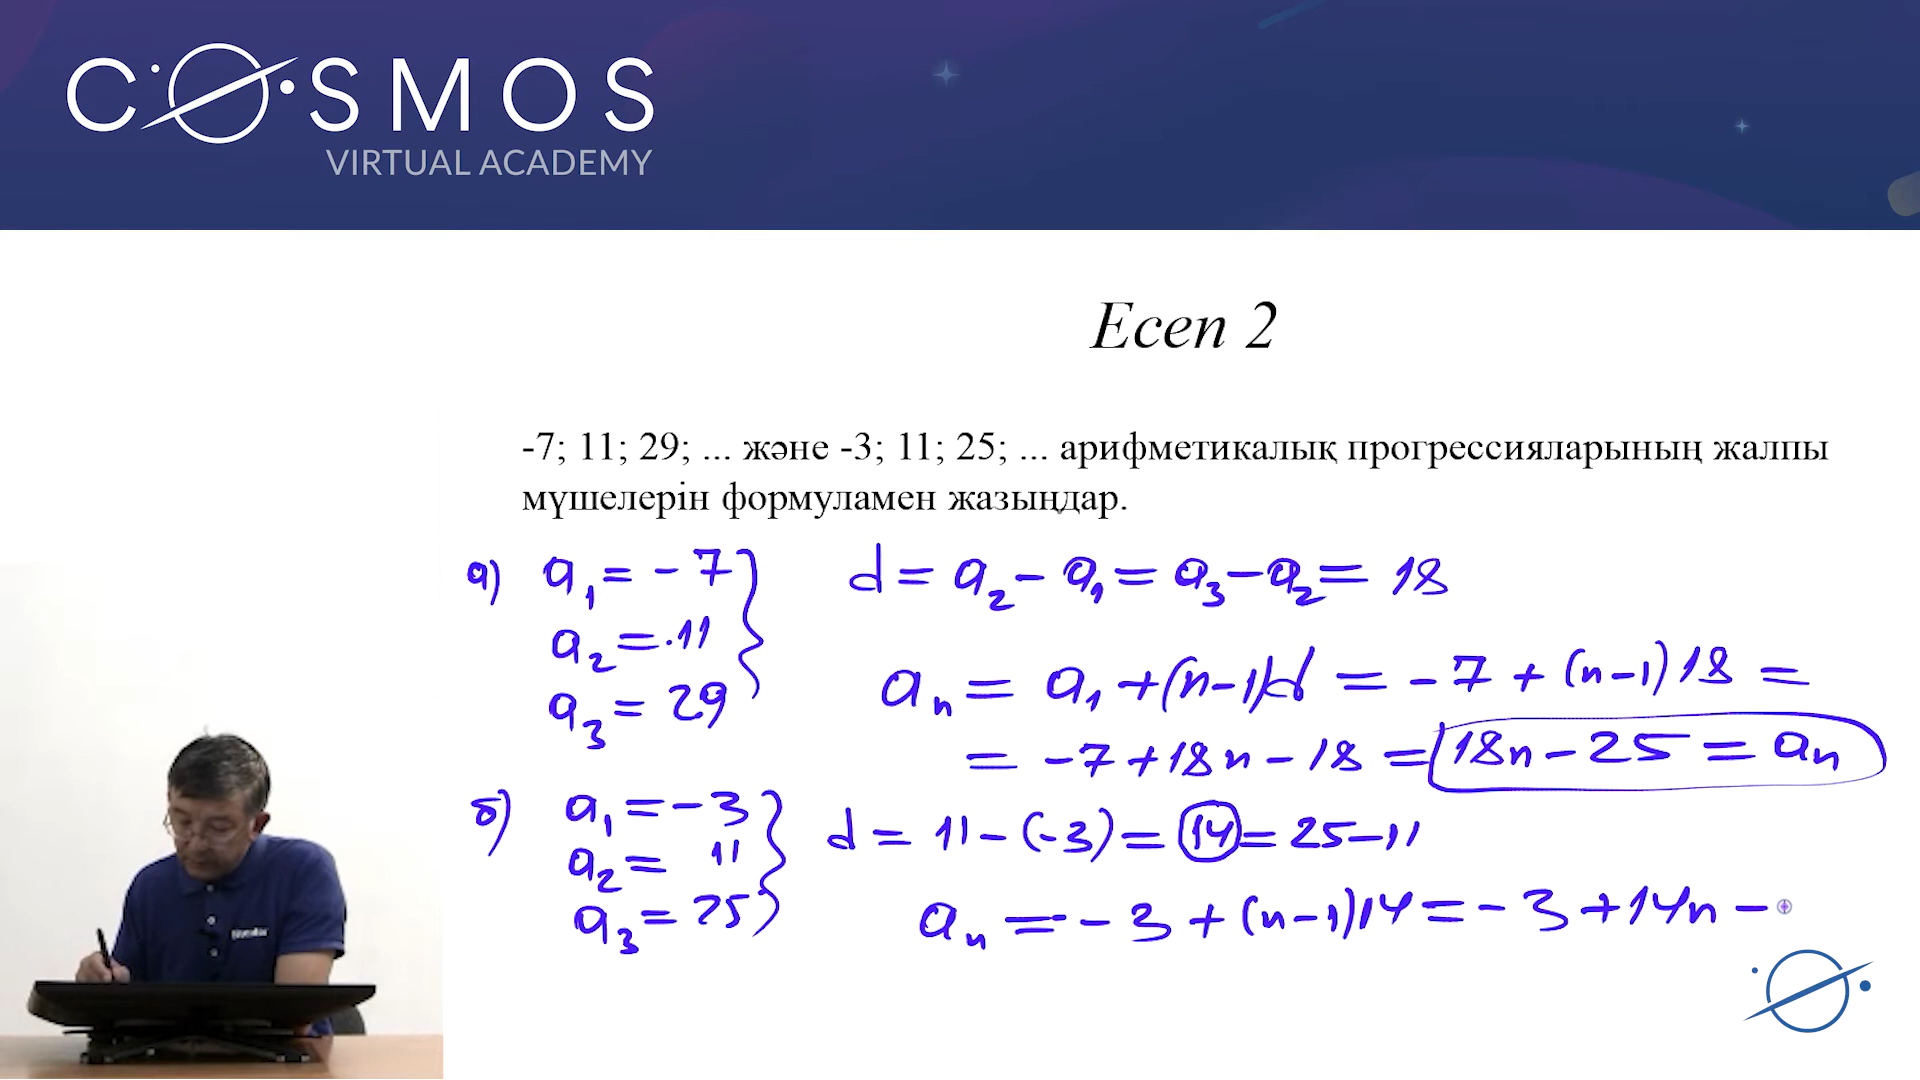 COSMOS
VIRTUAL ACADEMY
Есеп 2
-7; 11; 29; ... және -3; 11; 25; ... арифметикалық прогрессияларының жалпы
мүшелерін формуламен жазыңдар.
а) a₁ = -7 d = a₂ - a₁ = a₃ - a₂ = 18
a₂ = 11
a₃ = 29 aₙ = a₁ + (n-1)d = -7 + (n-1)18 =
= -7 + 18n - 18 = 18n - 25 = aₙ
б) a₁ = -3 d = 11 - (-3) = 14 = 25 - 11
a₂ = 11
a₃ = 25 aₙ = -3 + (n-1)14 = -3 + 14n -